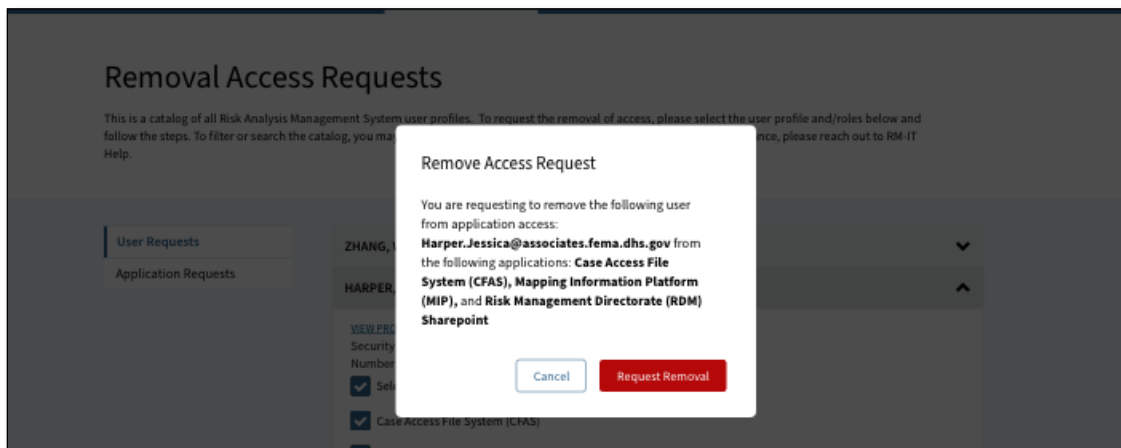 Removal Access Requests
This is a catalog of all Risk Analysis Management System user profiles. To request the removal of access, please select the user profile and/roles below and
follow the steps. To filter or search the catalog, you may nce, please reach out to RM-IT
Help.
Remove Access Request
You are requesting to remove the following user
from application access:
Harper.Jessica@associates.fema.dhs.gov from
the following applications: Case Access File
System (CFAS), Mapping Information Platform
(MIP), and Risk Management Directorate (RDM)
Sharepoint
Cancel
Request Removal
User Requests
Application Requests
ZHANG,
HARPER,
VIEW PRO
Security
Number
Sele
Case Access File System (CFAS)